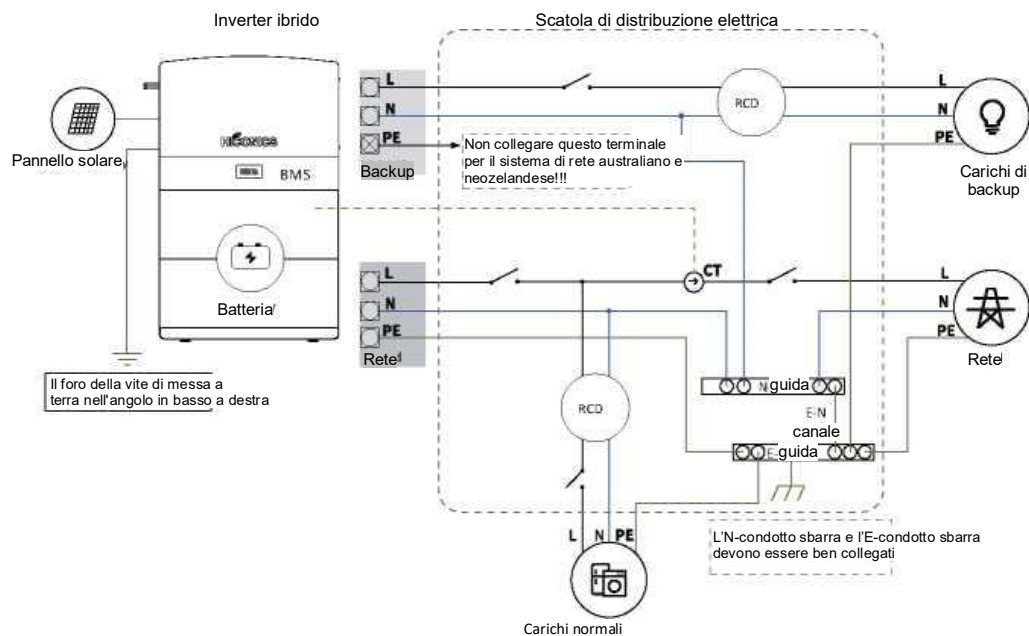 Inverter ibrido
Scatola di distribuzione elettrica
L
N
PE
Backup
RCD
L
N
PE
Carichi di
backup
Non collegare questo terminale
per il sistema di rete australiano e
neozelandese!!!
Pannello solare
HICONICS
BMS
Batteria
L
N
PE
Rete
CT
L
N
PE
Rete
Il foro della vite di messa a
terra nell'angolo in basso a destra
RCD
N guida
E-N
canale
E- guida
L N PE
L'N-condotto sbarra e l'E-condotto sbarra
devono essere ben collegati
Carichi normali